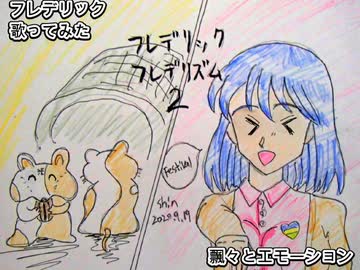 フレデリック
歌ってみた
フレデリック
フレデリズム
2
Festival
Shin
2020.9.19
飄々とエモーション